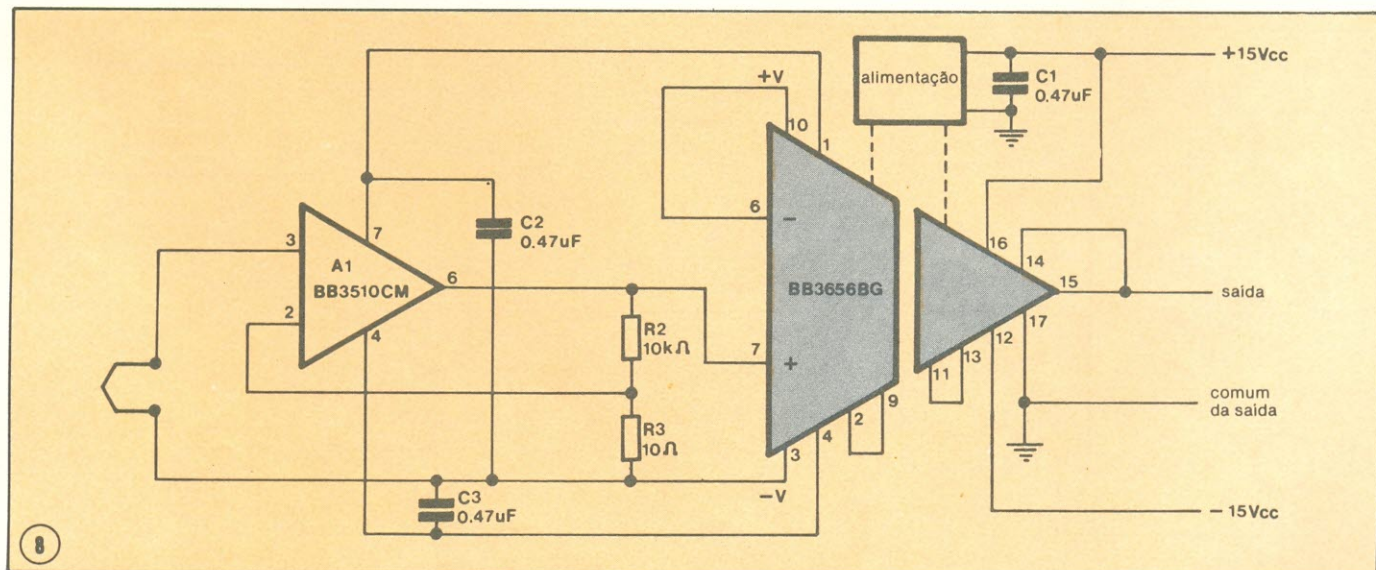 alimentação
C1
0.47uF
+15Vcc
+V
10
1
7
C2
0.47uF
3
A1
BB3510CM
6
2
4
6
−
BB3656BG
16
14
15
saida
17
12
13
11
R2
10kΩ
7
+
9
2
4
3
−V
comum
da saida
R3
10Ω
C3
0.47uF
- 15Vcc
8